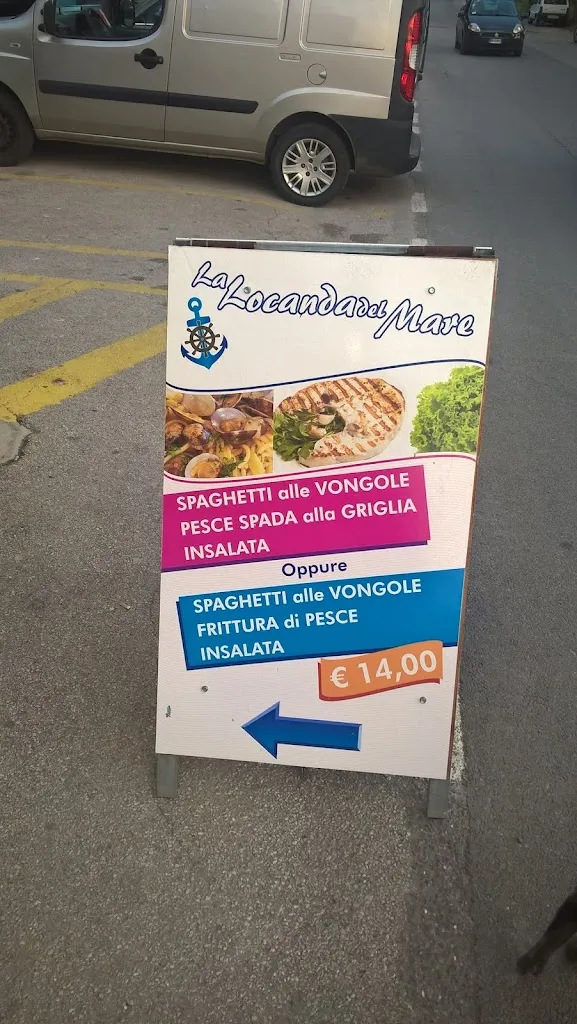 La Locanda del Mare
SPAGHETTI alle VONGOLE
PESCE SPADA alla GRIGLIA
INSALATA
Oppure
SPAGHETTI alle VONGOLE
FRITTURA di PESCE
INSALATA
€ 14,00